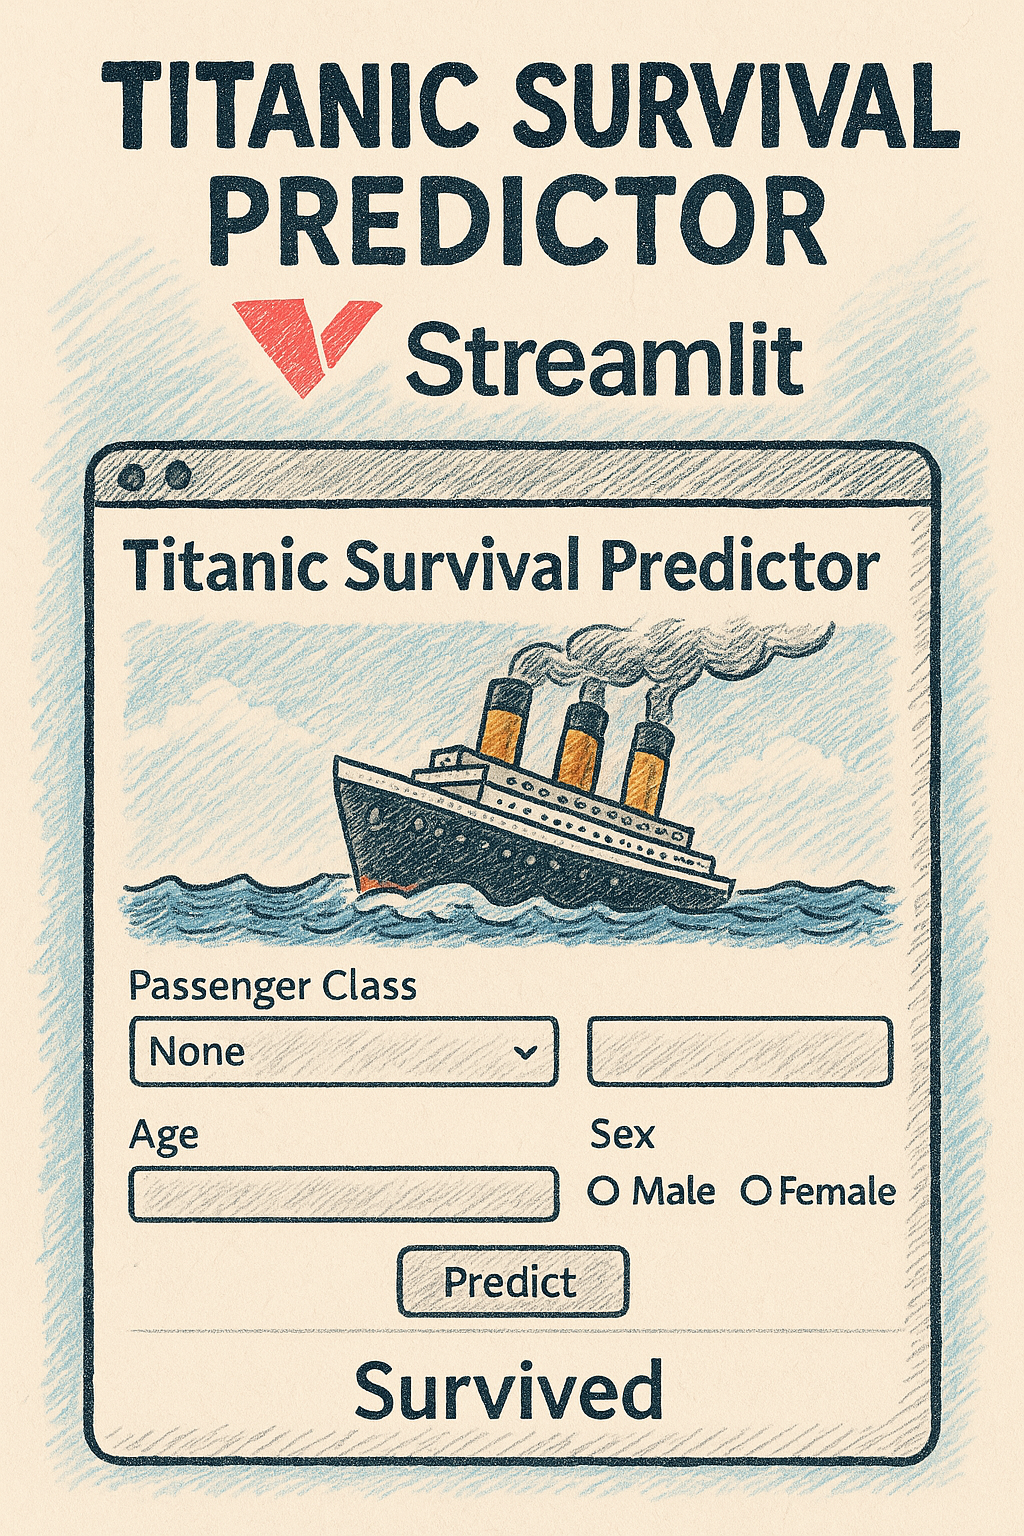 TITANIC SURVIVAL
PREDICTOR
Streamlit
Titanic Survival Predictor
Passenger Class
None
Age
Sex
Male Female
Predict
Survived